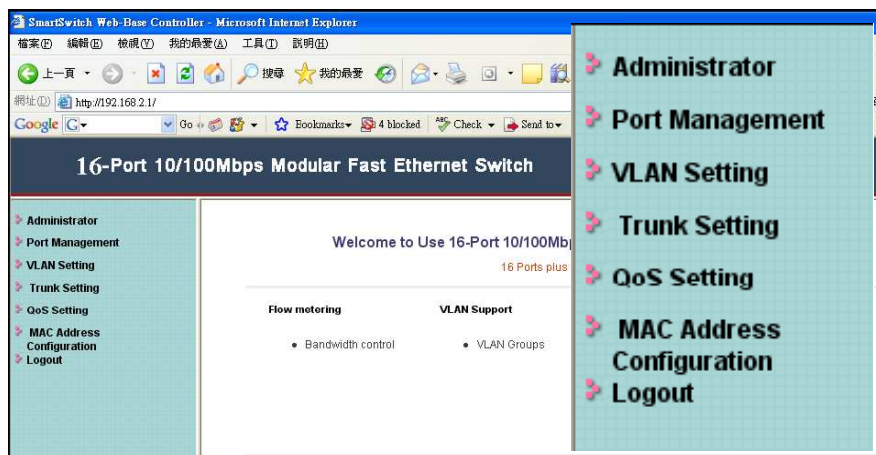 SmartSwitch Web-Base Controller - Microsoft Internet Explorer
檔案(F) 編輯(E) 檢視(V) 我的最愛(A) 工具(T) 說明(H)
上一頁 搜尋 我的最愛
網址(D) http://192.168.2.1/
Google G Go Bookmarks 4 blocked ABC Check Send to
16-Port 10/100Mbps Modular Fast Ethernet Switch
Administrator
Port Management
VLAN Setting
Trunk Setting
QoS Setting
MAC Address
Configuration
Logout
Welcome to Use 16-Port 10/100Mb
16 Ports plus
Flow metering VLAN Support
• Bandwidth control • VLAN Groups
Administrator
Port Management
VLAN Setting
Trunk Setting
QoS Setting
MAC Address
Configuration
Logout